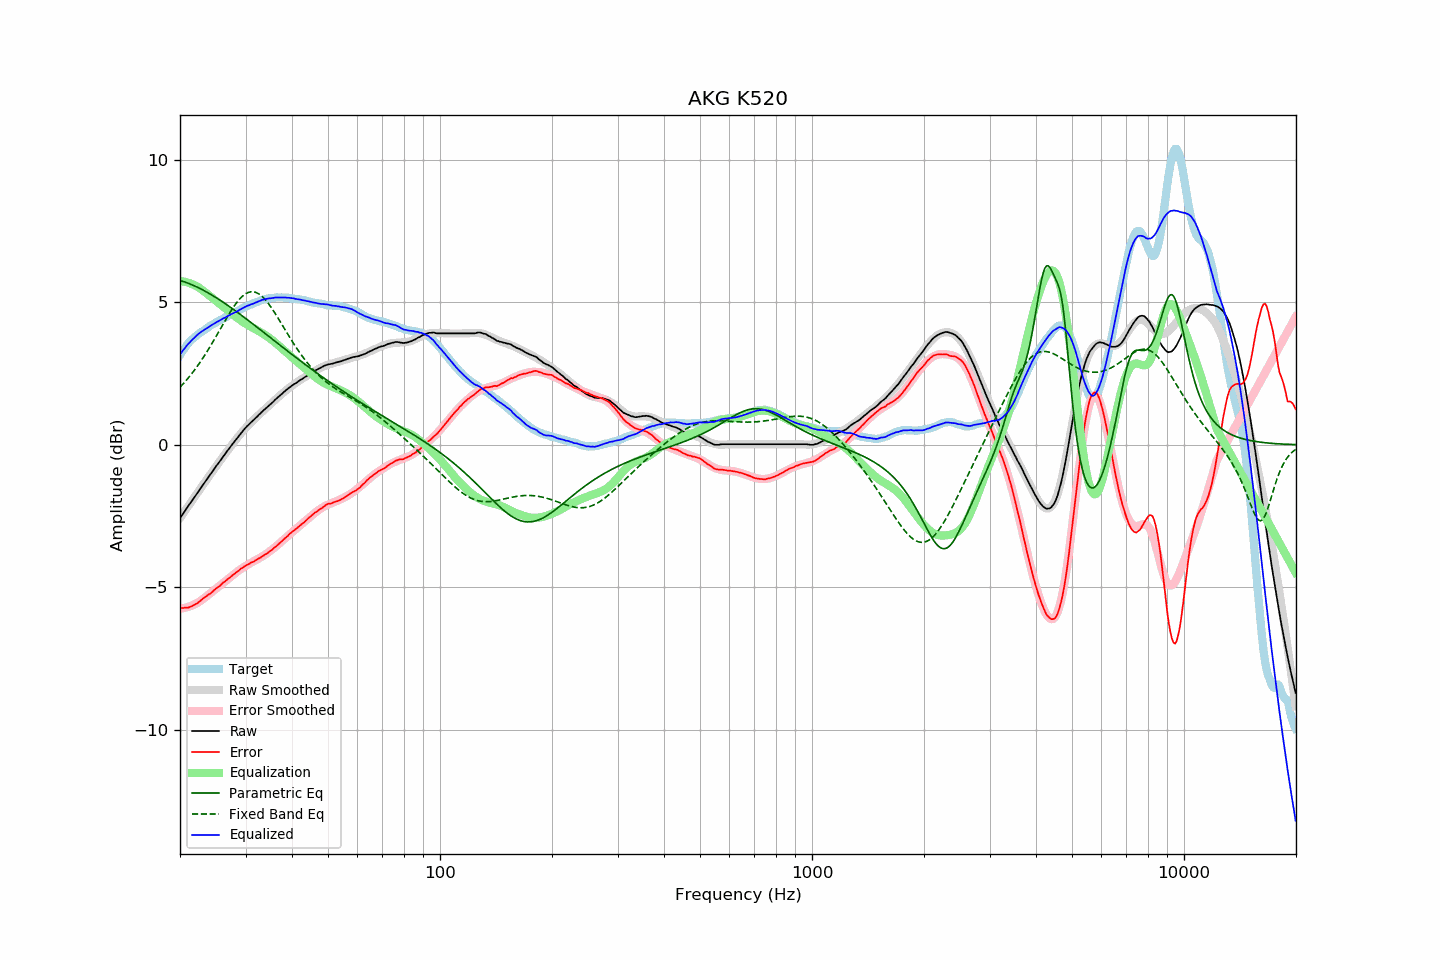 AKG K520
Amplitude (dBr)
10
5
0
−5
−10
Target
Raw Smoothed
Error Smoothed
Raw
Error
Equalization
Parametric Eq
Fixed Band Eq
Equalized
100
1000
10000
Frequency (Hz)